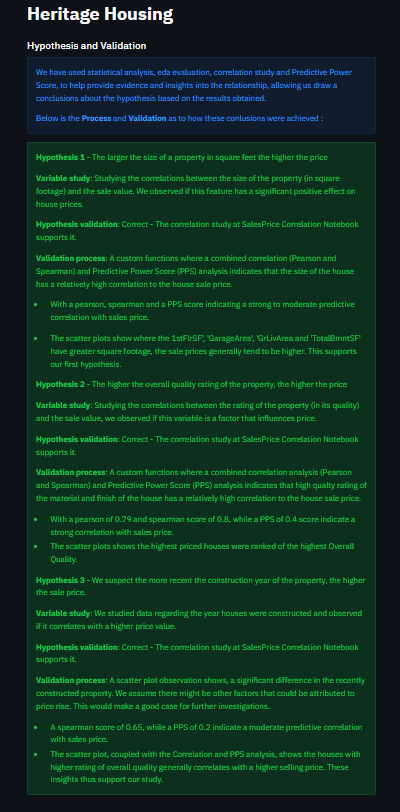 Heritage Housing
Hypothesis and Validation
We have used statistical analysis, eda evaluation, correlation study and Predictive Power
Score, to help provide evidence and insights into the relationship, allowing us draw a
conclusions about the hypothesis based on the results obtained.
Below is the Process and Validation as to how these conlusions were achieved :
Hypothesis 1 - The larger the size of a property in square feet the higher the price
Variable study: Studying the correlations between the size of the property (in square
footage) and the sale value. We observed if this feature has a significant positive effect on
house prices.
Hypothesis validation: Correct - The correlation study at SalesPrice Correlation Notebook
supports it.
Validation process: A custom functions where a combined correlation (Pearson and
Spearman) and Predictive Power Score (PPS) analysis indicates that the size of the house
has a relatively high correlation to the house sale price.
• With a pearson, spearman and a PPS score indicating a strong to moderate predictive
correlation with sales price.
• The scatter plots show where the 1stFlrSF', 'GarageArea', 'GrLivArea and 'TotalBmntSF'
have greater square footage, the sale prices generally tend to be higher. This supports
our first hypothesis.
Hypothesis 2 - The higher the overall quality rating of the property, the higher the price
Variable study: Studying the correlations between the rating of the property (in its quality)
and the sale value, we observed if this variable is a factor that influences price.
Hypothesis validation: Correct - The correlation study at SalesPrice Correlation Notebook
supports it.
Validation process: A custom functions where a combined correlation analysis (Pearson
and Spearman) and Predictive Power Score (PPS) analysis indicates that high qualty rating of
the material and finish of the house has a relatively high correlation to the house sale price.
• With a pearson of 0.79 and spearman score of 0.8, while a PPS of 0.4 score indicate a
strong correlation with sales price.
• The scatter plots shows the highest priced houses were ranked of the highest Overall
Quality.
Hypothesis 3 - We suspect the more recent the construction year of the property, the higher
the sale price.
Variable study: We studied data regarding the year houses were constructed and observed
if it correlates with a higher price value.
Hypothesis validation: Correct - The correlation study at SalesPrice Correlation Notebook
supports it.
Validation process: A scatter plot observation shows, a significant difference in the recently
constructed property. We assume there might be other factors that could be attributed to
price rise. This would make a good case for further investigations.
• A spearman score of 0.65, while a PPS of 0.2 indicate a moderate predictive correlation
with sales price.
• The scatter plot, coupled with the Correlation and PPS analysis, shows the houses with
higher rating of overall quality generally correlates with a higher selling price. These
insights thus support our study.